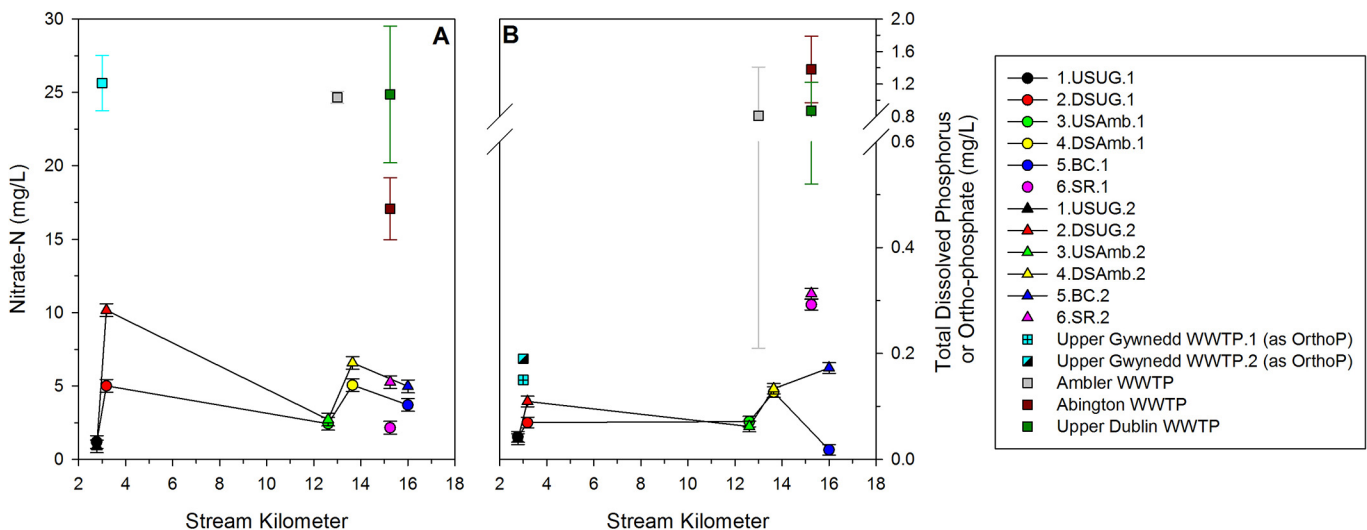 A
30
25
20
15
10
5
0
Nitrate-N (mg/L)
2 4 6 8 10 12 14 16 18
Stream Kilometer
B
2.0
1.6
1.2
0.8
0.6
0.4
0.2
0.0
Total Dissolved Phosphorus
or Ortho-phosphate (mg/L)
2 4 6 8 10 12 14 16 18
Stream Kilometer
1.USUG.1
2.DSUG.1
3.USAmb.1
4.DSAmb.1
5.BC.1
6.SR.1
1.USUG.2
2.DSUG.2
3.USAmb.2
4.DSAmb.2
5.BC.2
6.SR.2
Upper Gywnedd WWTP.1 (as OrthoP)
Upper Gwynedd WWTP.2 (as OrthoP)
Ambler WWTP
Abington WWTP
Upper Dublin WWTP